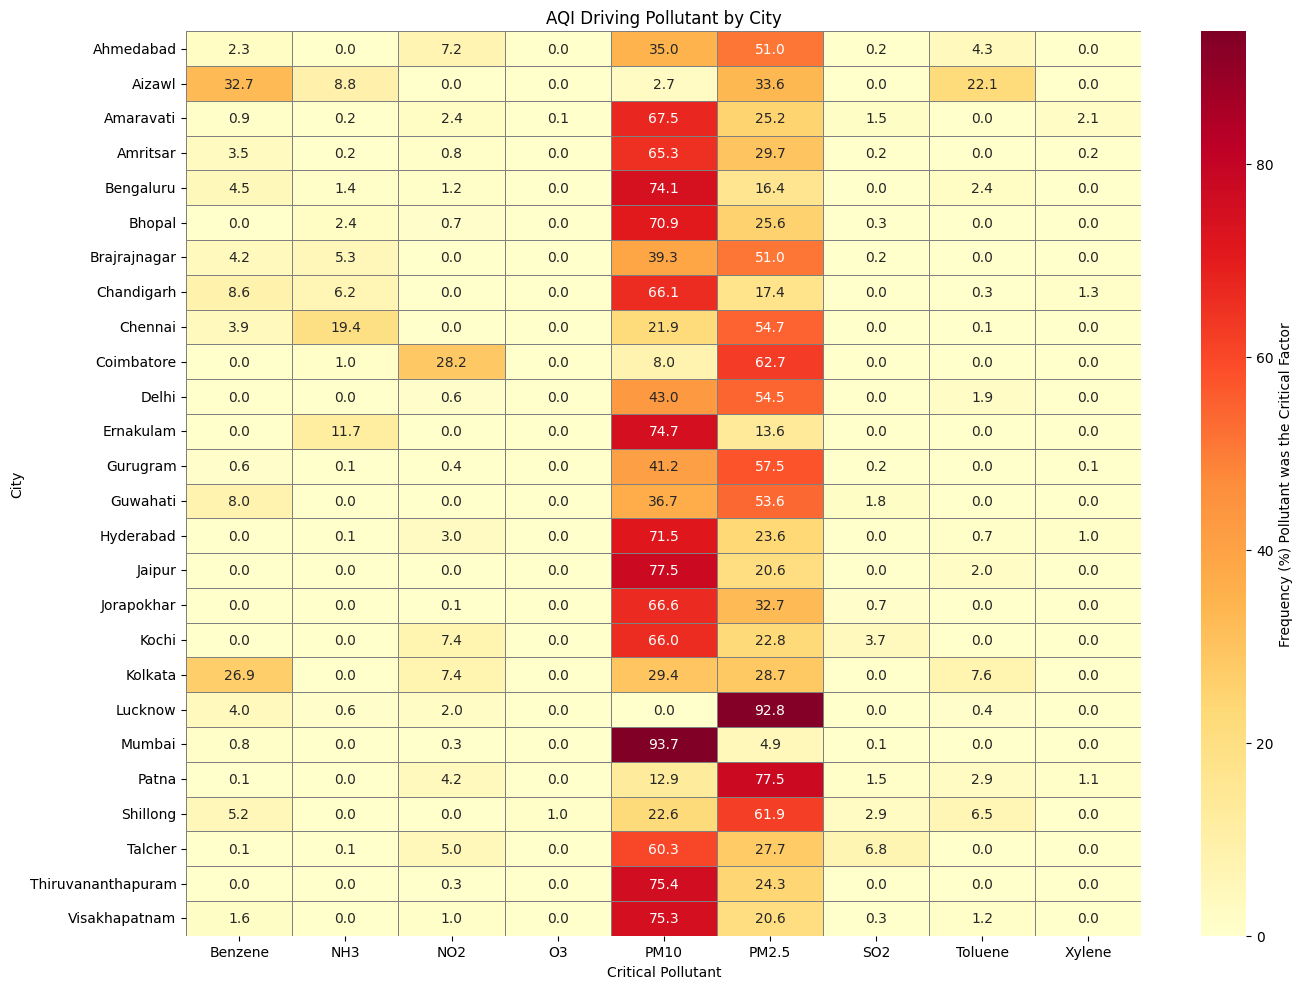 AQI Driving Pollutant by City
Ahmedabad 2.3 0.0 7.2 0.0 35.0 51.0 0.2 4.3 0.0
Aizawl 32.7 8.8 0.0 0.0 2.7 33.6 0.0 22.1 0.0
Amaravati 0.9 0.2 2.4 0.1 67.5 25.2 1.5 0.0 2.1
Amritsar 3.5 0.2 0.8 0.0 65.3 29.7 0.2 0.0 0.2
Bengaluru 4.5 1.4 1.2 0.0 74.1 16.4 0.0 2.4 0.0
Bhopal 0.0 2.4 0.7 0.0 70.9 25.6 0.3 0.0 0.0
Brajrajnagar 4.2 5.3 0.0 0.0 39.3 51.0 0.2 0.0 0.0
Chandigarh 8.6 6.2 0.0 0.0 66.1 17.4 0.0 0.3 1.3
Chennai 3.9 19.4 0.0 0.0 21.9 54.7 0.0 0.1 0.0
Coimbatore 0.0 1.0 28.2 0.0 8.0 62.7 0.0 0.0 0.0
Delhi 0.0 0.0 0.6 0.0 43.0 54.5 0.0 1.9 0.0
Ernakulam 0.0 11.7 0.0 0.0 74.7 13.6 0.0 0.0 0.0
Gurugram 0.6 0.1 0.4 0.0 41.2 57.5 0.2 0.0 0.1
Guwahati 8.0 0.0 0.0 0.0 36.7 53.6 1.8 0.0 0.0
Hyderabad 0.0 0.1 3.0 0.0 71.5 23.6 0.0 0.7 1.0
Jaipur 0.0 0.0 0.0 0.0 77.5 20.6 0.0 2.0 0.0
Jorapokhar 0.0 0.0 0.1 0.0 66.6 32.7 0.7 0.0 0.0
Kochi 0.0 0.0 7.4 0.0 66.0 22.8 3.7 0.0 0.0
Kolkata 26.9 0.0 7.4 0.0 29.4 28.7 0.0 7.6 0.0
Lucknow 4.0 0.6 2.0 0.0 0.0 92.8 0.0 0.4 0.0
Mumbai 0.8 0.0 0.3 0.0 93.7 4.9 0.1 0.0 0.0
Patna 0.1 0.0 4.2 0.0 12.9 77.5 1.5 2.9 1.1
Shillong 5.2 0.0 0.0 1.0 22.6 61.9 2.9 6.5 0.0
Talcher 0.1 0.1 5.0 0.0 60.3 27.7 6.8 0.0 0.0
Thiruvananthapuram 0.0 0.0 0.3 0.0 75.4 24.3 0.0 0.0 0.0
Visakhapatnam 1.6 0.0 1.0 0.0 75.3 20.6 0.3 1.2 0.0
Benzene NH3 NO2 O3 PM10 PM2.5 SO2 Toluene Xylene
Critical Pollutant
City
80
60
40
20
0
Frequency (%) Pollutant was the Critical Factor